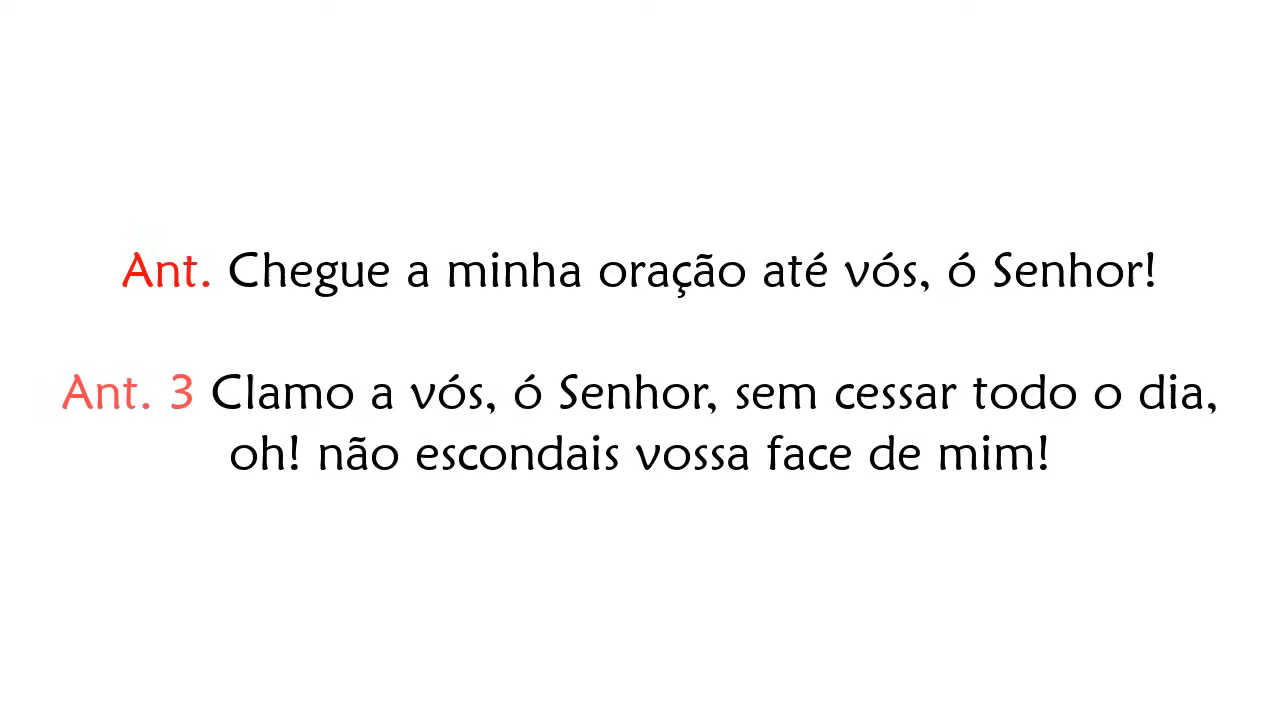 Ant. Chegue a minha oração até vós, ó Senhor!
Ant. 3 Clamo a vós, ó Senhor, sem cessar todo o dia,
oh! não escondais vossa face de mim!